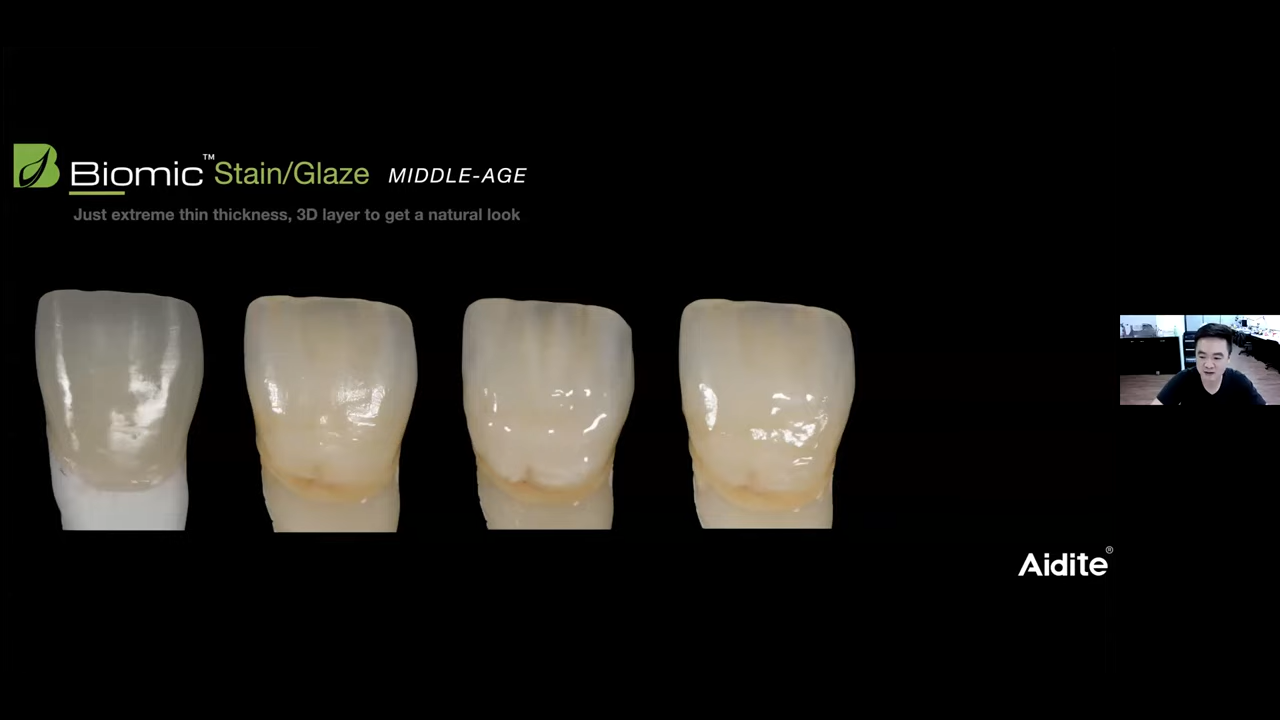 Biomic™ Stain/Glaze MIDDLE-AGE
Just extreme thin thickness, 3D layer to get a natural look
Aidite®